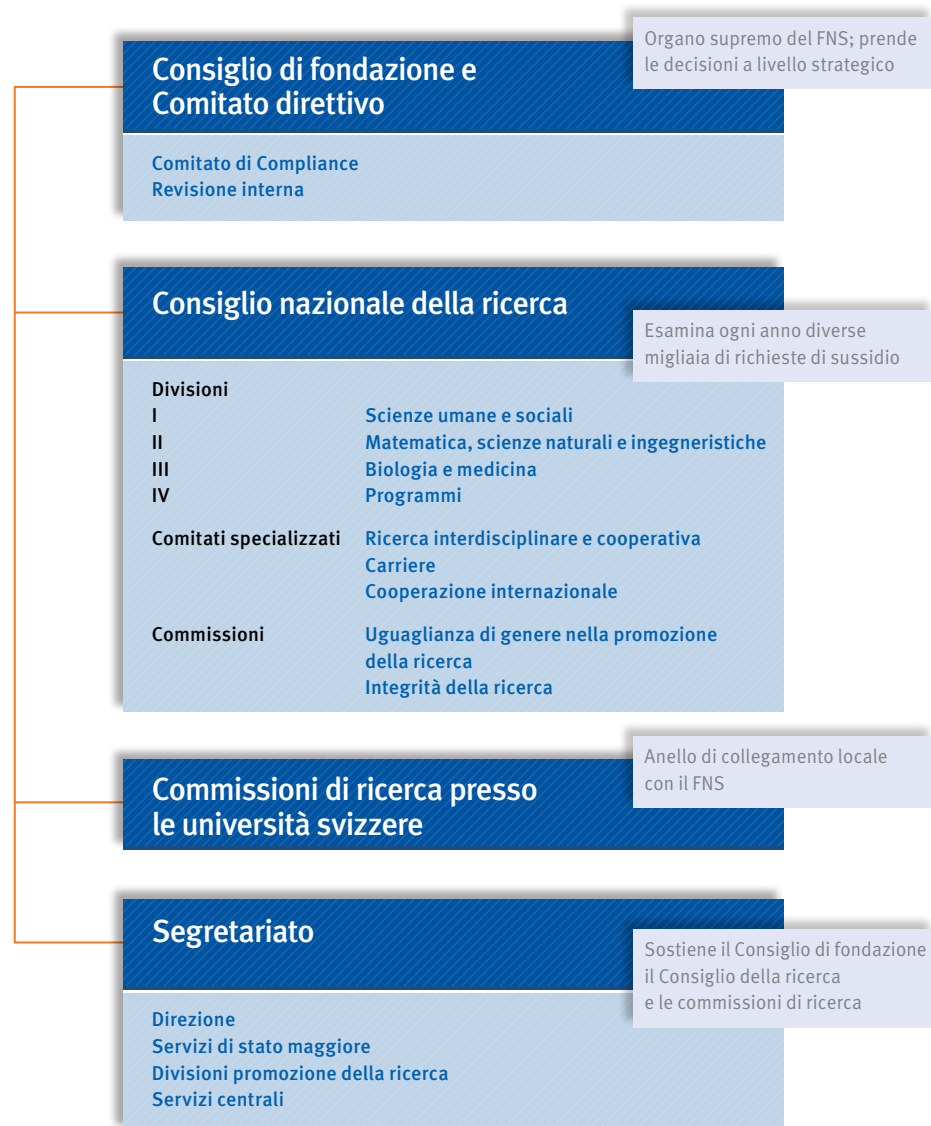 Organo supremo del FNS; prende
le decisioni a livello strategico
Consiglio di fondazione e
Comitato direttivo
Comitato di Compliance
Revisione interna
Consiglio nazionale della ricerca
Esamina ogni anno diverse
migliaia di richieste di sussidio
Divisioni
I Scienze umane e sociali
II Matematica, scienze naturali e ingegneristiche
III Biologia e medicina
IV Programmi
Comitati specializzati Ricerca interdisciplinare e cooperativa
Carriere
Cooperazione internazionale
Commissioni Uguaglianza di genere nella promozione
della ricerca
Integrità della ricerca
Anello di collegamento locale
con il FNS
Commissioni di ricerca presso
le università svizzere
Segretariato
Sostiene il Consiglio di fondazione
il Consiglio della ricerca
e le commissioni di ricerca
Direzione
Servizi di stato maggiore
Divisioni promozione della ricerca
Servizi centrali